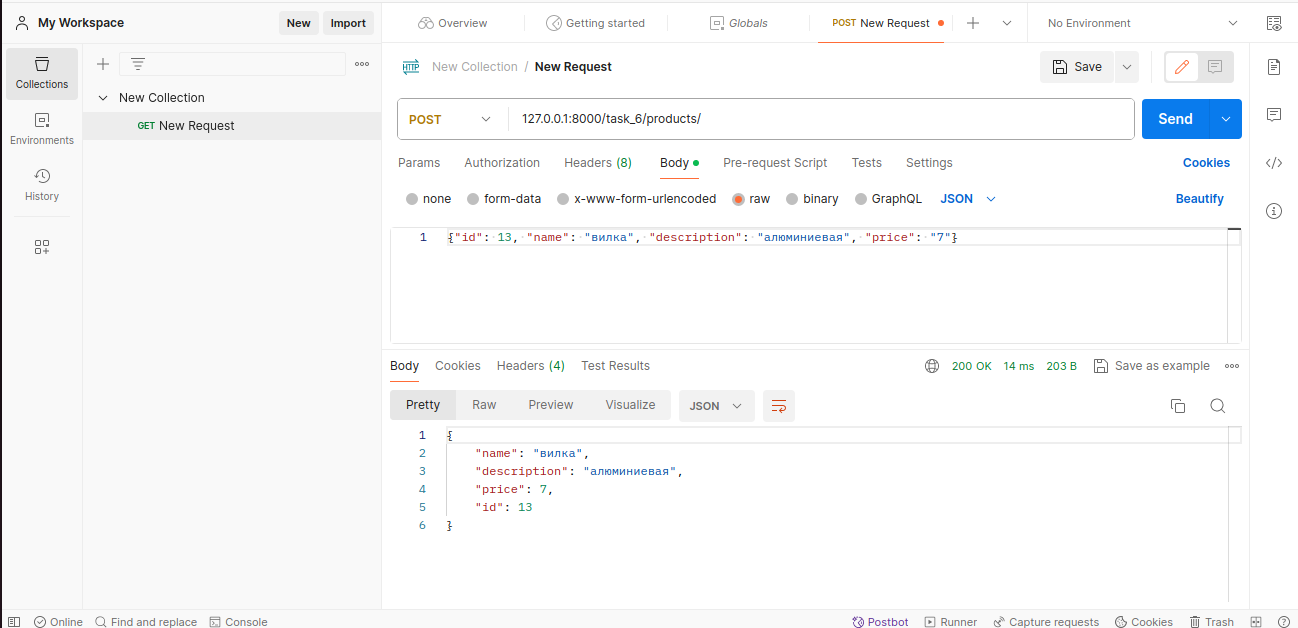 My Workspace New Import Overview Getting started Globals POST New Request No Environment
Collections
New Collection / New Request Save
New Collection
GET New Request
POST 127.0.0.1:8000/task_6/products/ Send
Environments
Params Authorization Headers (8) Body Pre-request Script Tests Settings Cookies
History
none form-data x-www-form-urlencoded raw binary GraphQL JSON Beautify
1 {"id": 13, "name": "вилка", "description": "алюминиевая", "price": "7"}
Body Cookies Headers (4) Test Results 200 OK 14 ms 203 B Save as example
Pretty Raw Preview Visualize JSON
1 {
2 "name": "вилка",
3 "description": "алюминиевая",
4 "price": 7,
5 "id": 13
6 }
Online Find and replace Console Postbot Runner Capture requests Cookies Trash